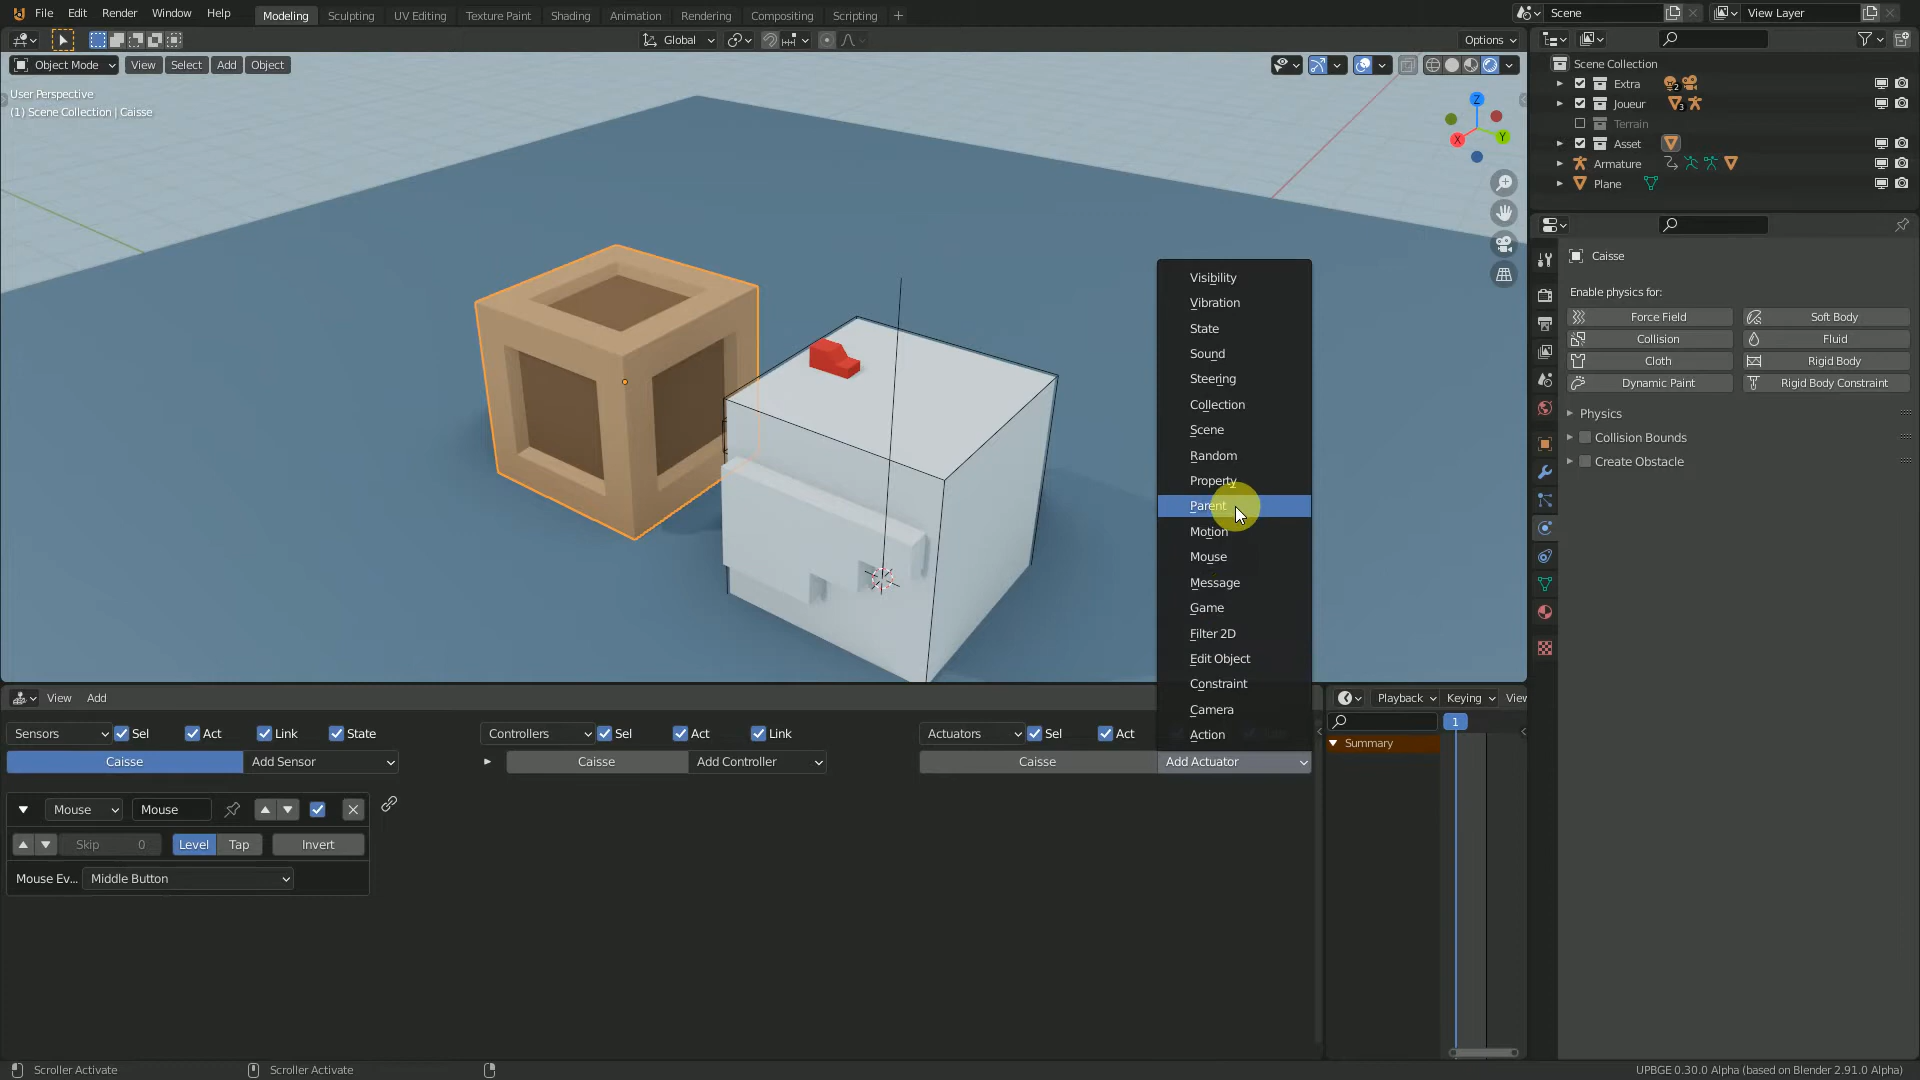 File Edit Render Window Help Modeling Sculpting UV Editing Texture Paint Shading Animation Rendering Compositing Scripting + Scene View Layer
Global Options
Object Mode View Select Add Object
User Perspective
(1) Scene Collection | Caisse
Z
Y
X
Scene Collection
Extra 2
Joueur 3
Terrain
Asset
Armature
Plane
Caisse
Enable physics for:
Force Field Soft Body
Collision Fluid
Cloth Rigid Body
Dynamic Paint Rigid Body Constraint
Physics
Collision Bounds
Create Obstacle
Visibility
Vibration
State
Sound
Steering
Collection
Scene
Random
Property
Parent
Motion
Mouse
Message
Game
Filter 2D
Edit Object
Constraint
Camera
Action
View Add
Playback Keying View
Sensors Sel Act Link State Controllers Sel Act Link Actuators Sel Act
1
Summary
Caisse Add Sensor Caisse Add Controller Caisse Add Actuator
Mouse Mouse
Skip 0 Level Tap Invert
Mouse Ev... Middle Button
Scroller Activate Scroller Activate UPBGE 0.30.0 Alpha (based on Blender 2.91.0 Alpha)